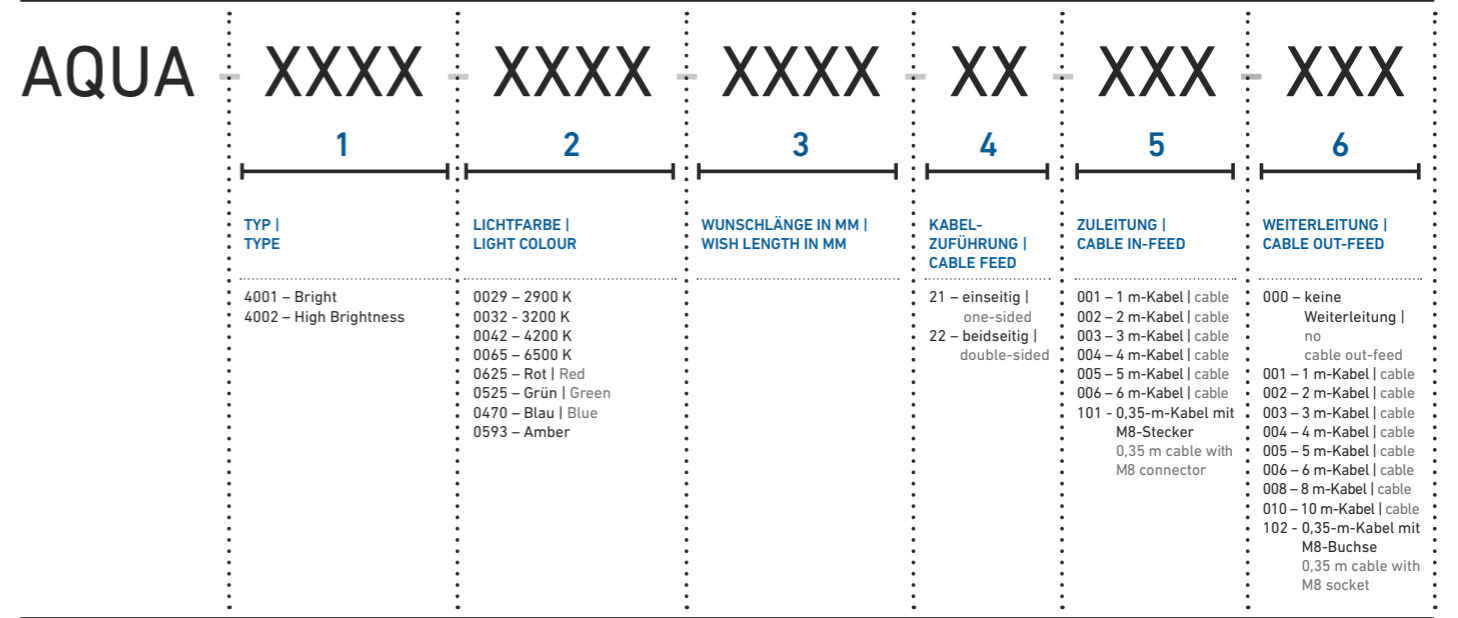 AQUA - XXXX - XXXX - XXXX - XX - XXX - XXX
1
2
3
4
5
6
TYP |
TYPE
4001 – Bright
4002 – High Brightness
LICHTFARBE |
LIGHT COLOUR
0029 – 2900 K
0032 - 3200 K
0042 – 4200 K
0065 – 6500 K
0625 – Rot | Red
0525 – Grün | Green
0470 – Blau | Blue
0593 – Amber
WUNSCHLÄNGE IN MM |
WISH LENGTH IN MM
KABEL-
ZUFÜHRUNG |
CABLE FEED
21 – einseitig |
one-sided
22 – beidseitig |
double-sided
ZULEITUNG |
CABLE IN-FEED
001 – 1 m-Kabel | cable
002 – 2 m-Kabel | cable
003 – 3 m-Kabel | cable
004 – 4 m-Kabel | cable
005 – 5 m-Kabel | cable
006 – 6 m-Kabel | cable
101 - 0,35-m-Kabel mit
M8-Stecker
0,35 m cable with
M8 connector
WEITERLEITUNG |
CABLE OUT-FEED
000 – keine
Weiterleitung |
no
cable out-feed
001 – 1 m-Kabel | cable
002 – 2 m-Kabel | cable
003 – 3 m-Kabel | cable
004 – 4 m-Kabel | cable
005 – 5 m-Kabel | cable
006 – 6 m-Kabel | cable
008 – 8 m-Kabel | cable
010 – 10 m-Kabel | cable
102 - 0,35-m-Kabel mit
M8-Buchse
0,35 m cable with
M8 socket